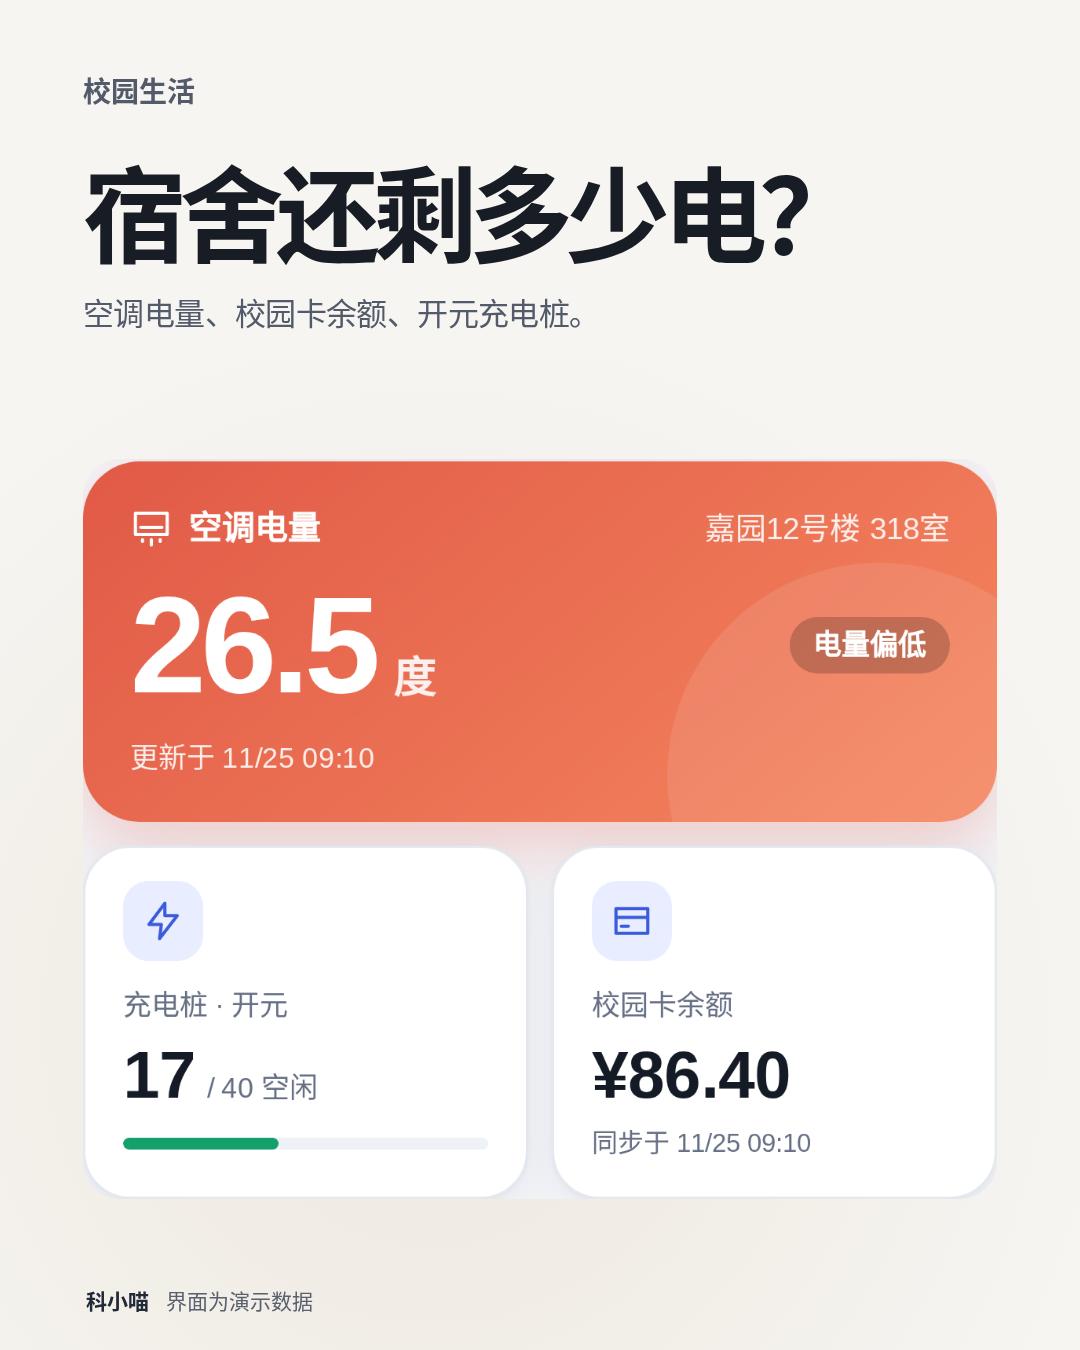 校园生活
宿舍还剩多少电？
空调电量、校园卡余额、开元充电桩。
空调电量
嘉园12号楼 318室
26.5 度
电量偏低
更新于 11/25 09:10
充电桩 · 开元
17 / 40 空闲
校园卡余额
¥86.40
同步于 11/25 09:10
科小喵 界面为演示数据